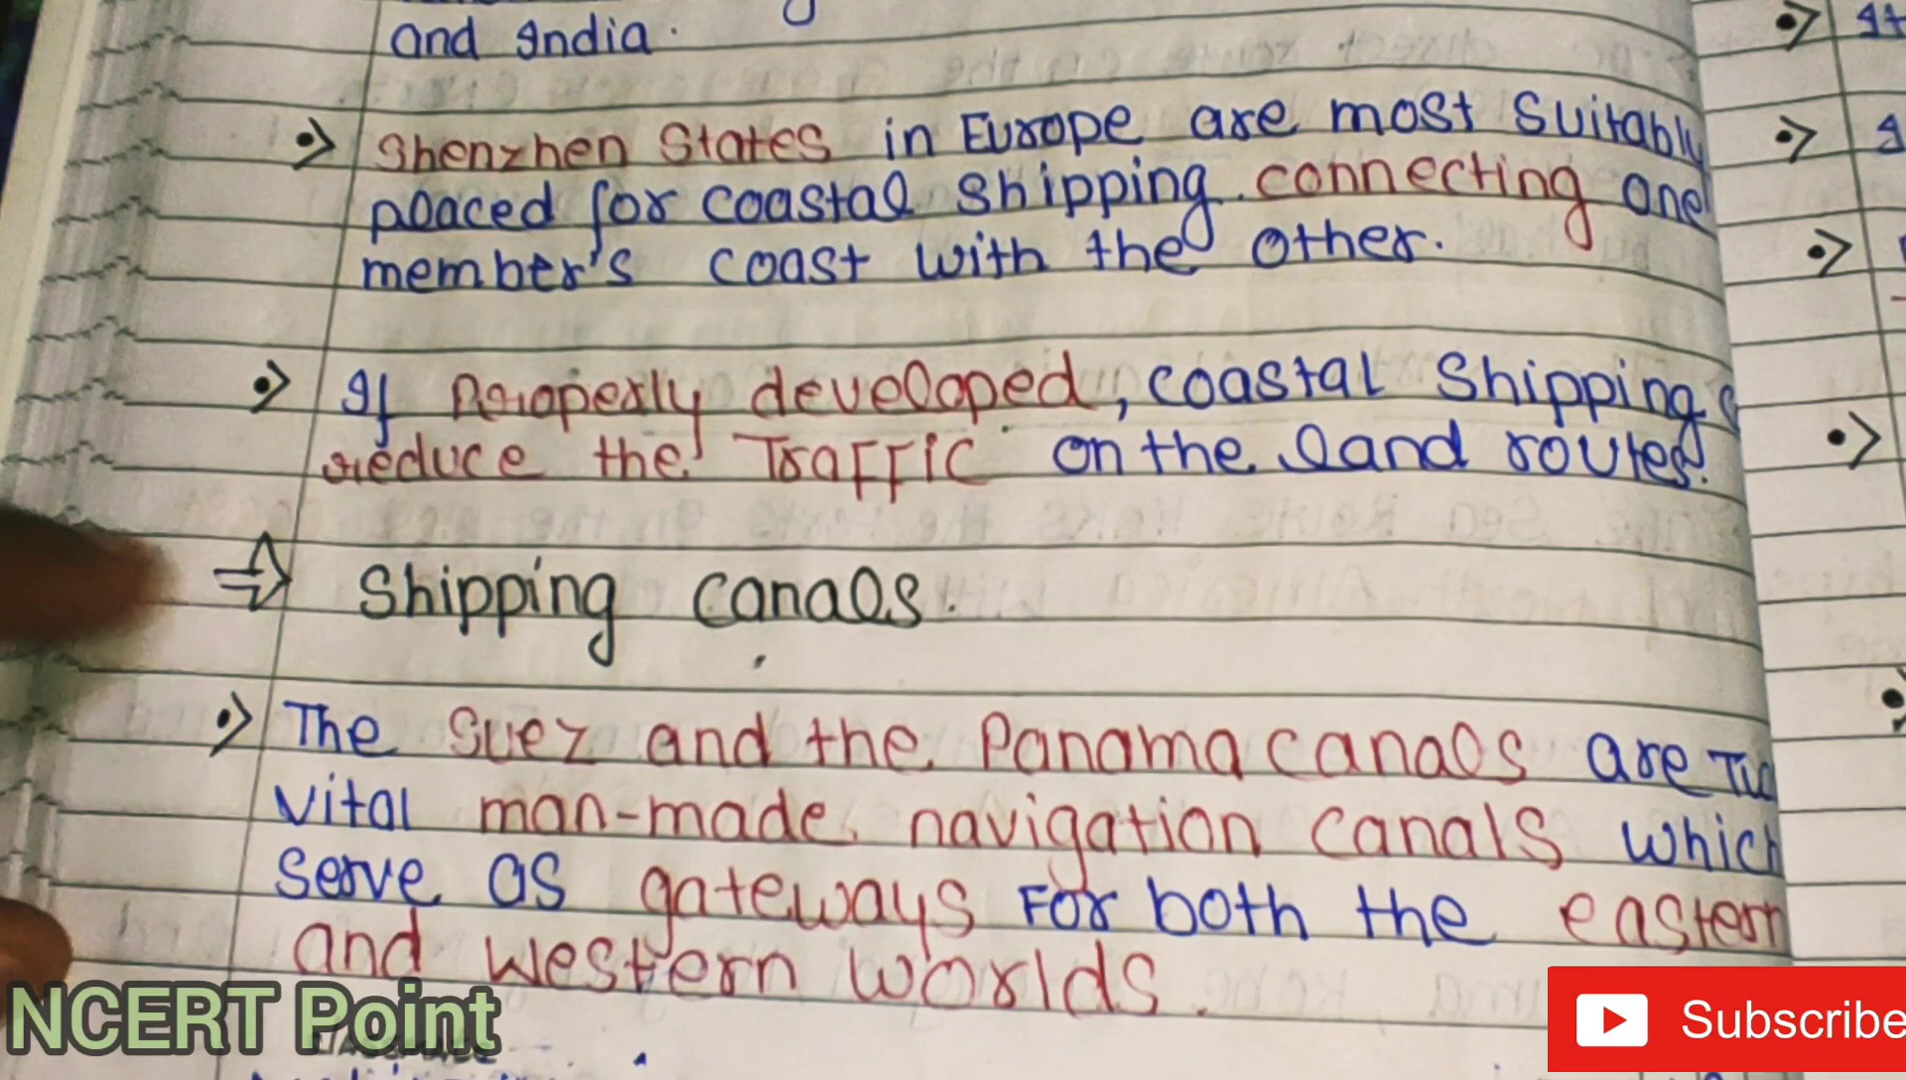 and India.
•> Shenzhen States in Europe are most Suitably
placed for coastal Shipping connecting one
member's coast with the other.
•> If Properly developed, coastal Shipping
reduce the Traffic on the land routes.
⇒ Shipping canals.
•> The Suez and the Panama canals are
vital man-made navigation canals which
serve as gateways For both the eastern
and western worlds.
NCERT Point
Subscribe